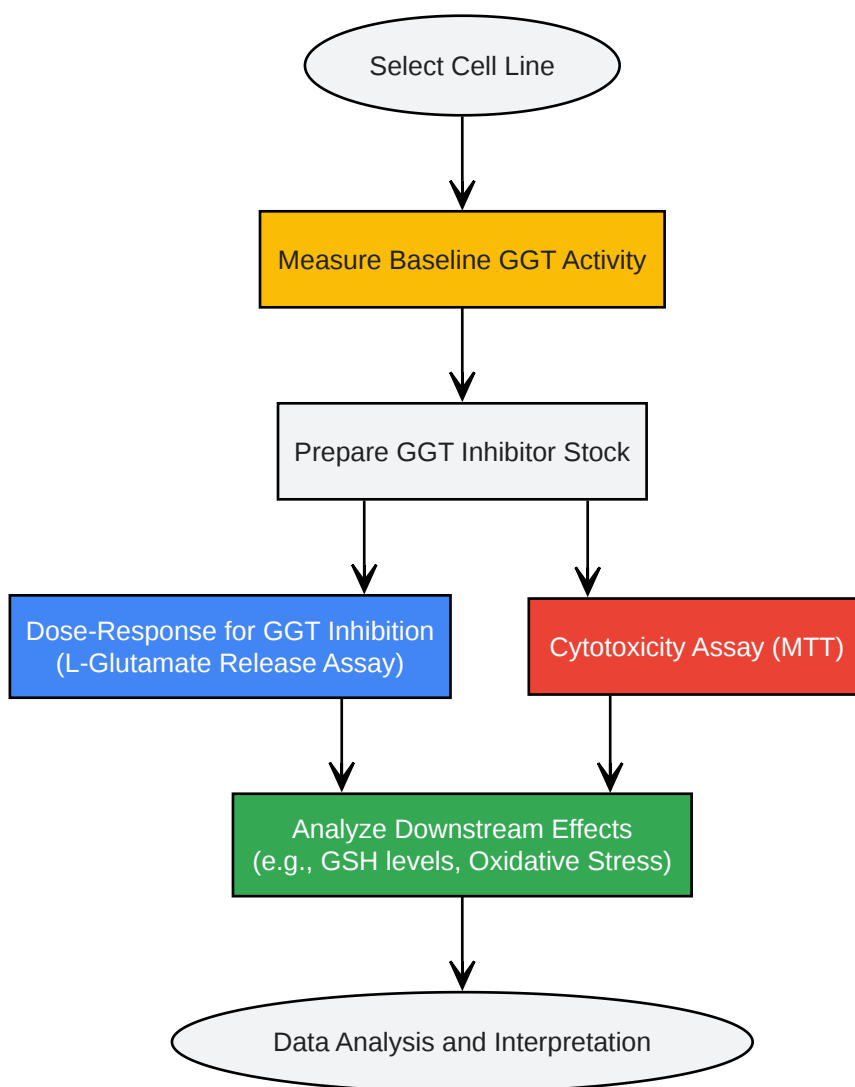 Select Cell Line
Measure Baseline GGT Activity
Prepare GGT Inhibitor Stock
Dose-Response for GGT Inhibition
(L-Glutamate Release Assay)
Cytotoxicity Assay (MTT)
Analyze Downstream Effects
(e.g., GSH levels, Oxidative Stress)
Data Analysis and Interpretation